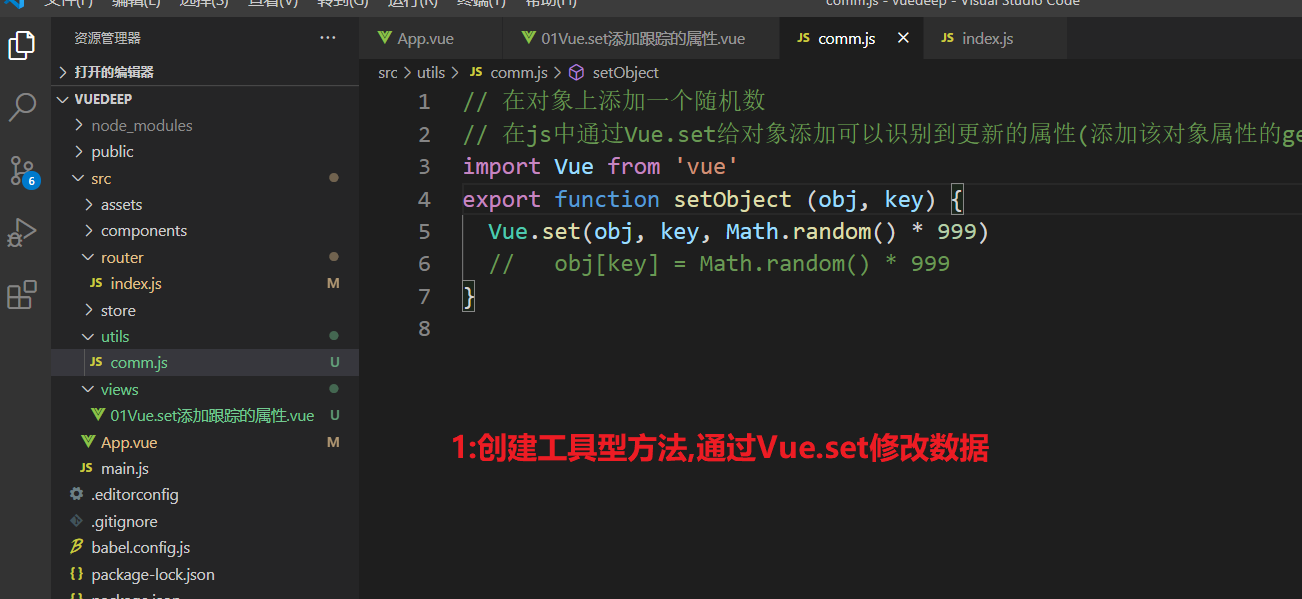 文件(F) 编辑(E) 选择(S) 查看(V) 转到(G) 运行(R) 终端(T) 帮助(H) comm.js - vuedeep - Visual Studio Code
资源管理器 ···
App.vue 01Vue.set添加跟踪的属性.vue JS comm.js × JS index.js
打开的编辑器
src > utils > JS comm.js > setObject
VUEDEEP
node_modules
public
src
assets
components
router
JS index.js M
store
utils
JS comm.js U
views
01Vue.set添加跟踪的属性.vue U
App.vue M
JS main.js
.editorconfig
.gitignore
babel.config.js
{} package-lock.json
6
1 // 在对象上添加一个随机数
2 // 在js中通过Vue.set给对象添加可以识别到更新的属性(添加该对象属性的ge
3 import Vue from 'vue'
4 export function setObject (obj, key) {
5 Vue.set(obj, key, Math.random() * 999)
6 // obj[key] = Math.random() * 999
7 }
8
1:创建工具型方法,通过Vue.set修改数据